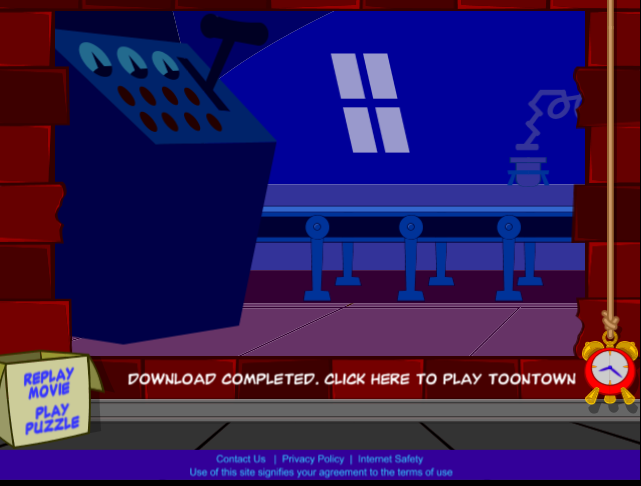 REPLAY
MOVIE
PLAY
PUZZLE
DOWNLOAD COMPLETED. CLICK HERE TO PLAY TOONTOWN
Contact Us | Privacy Policy | Internet Safety
Use of this site signifies your agreement to the terms of use